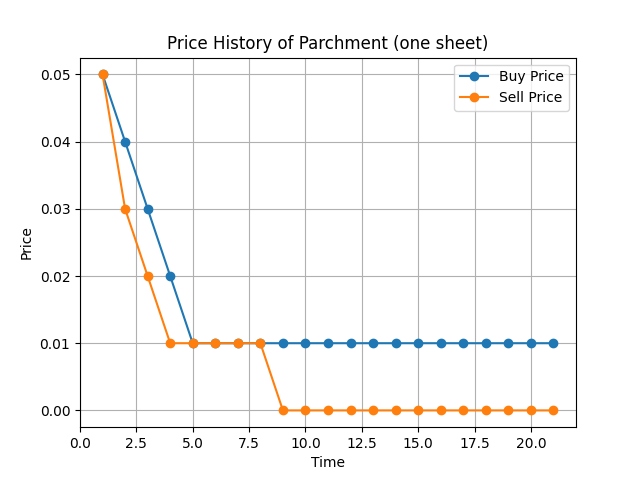 Price History of Parchment (one sheet)
Buy Price
Sell Price
0.05
0.04
0.03
0.02
0.01
0.00
Price
0.0 2.5 5.0 7.5 10.0 12.5 15.0 17.5 20.0
Time